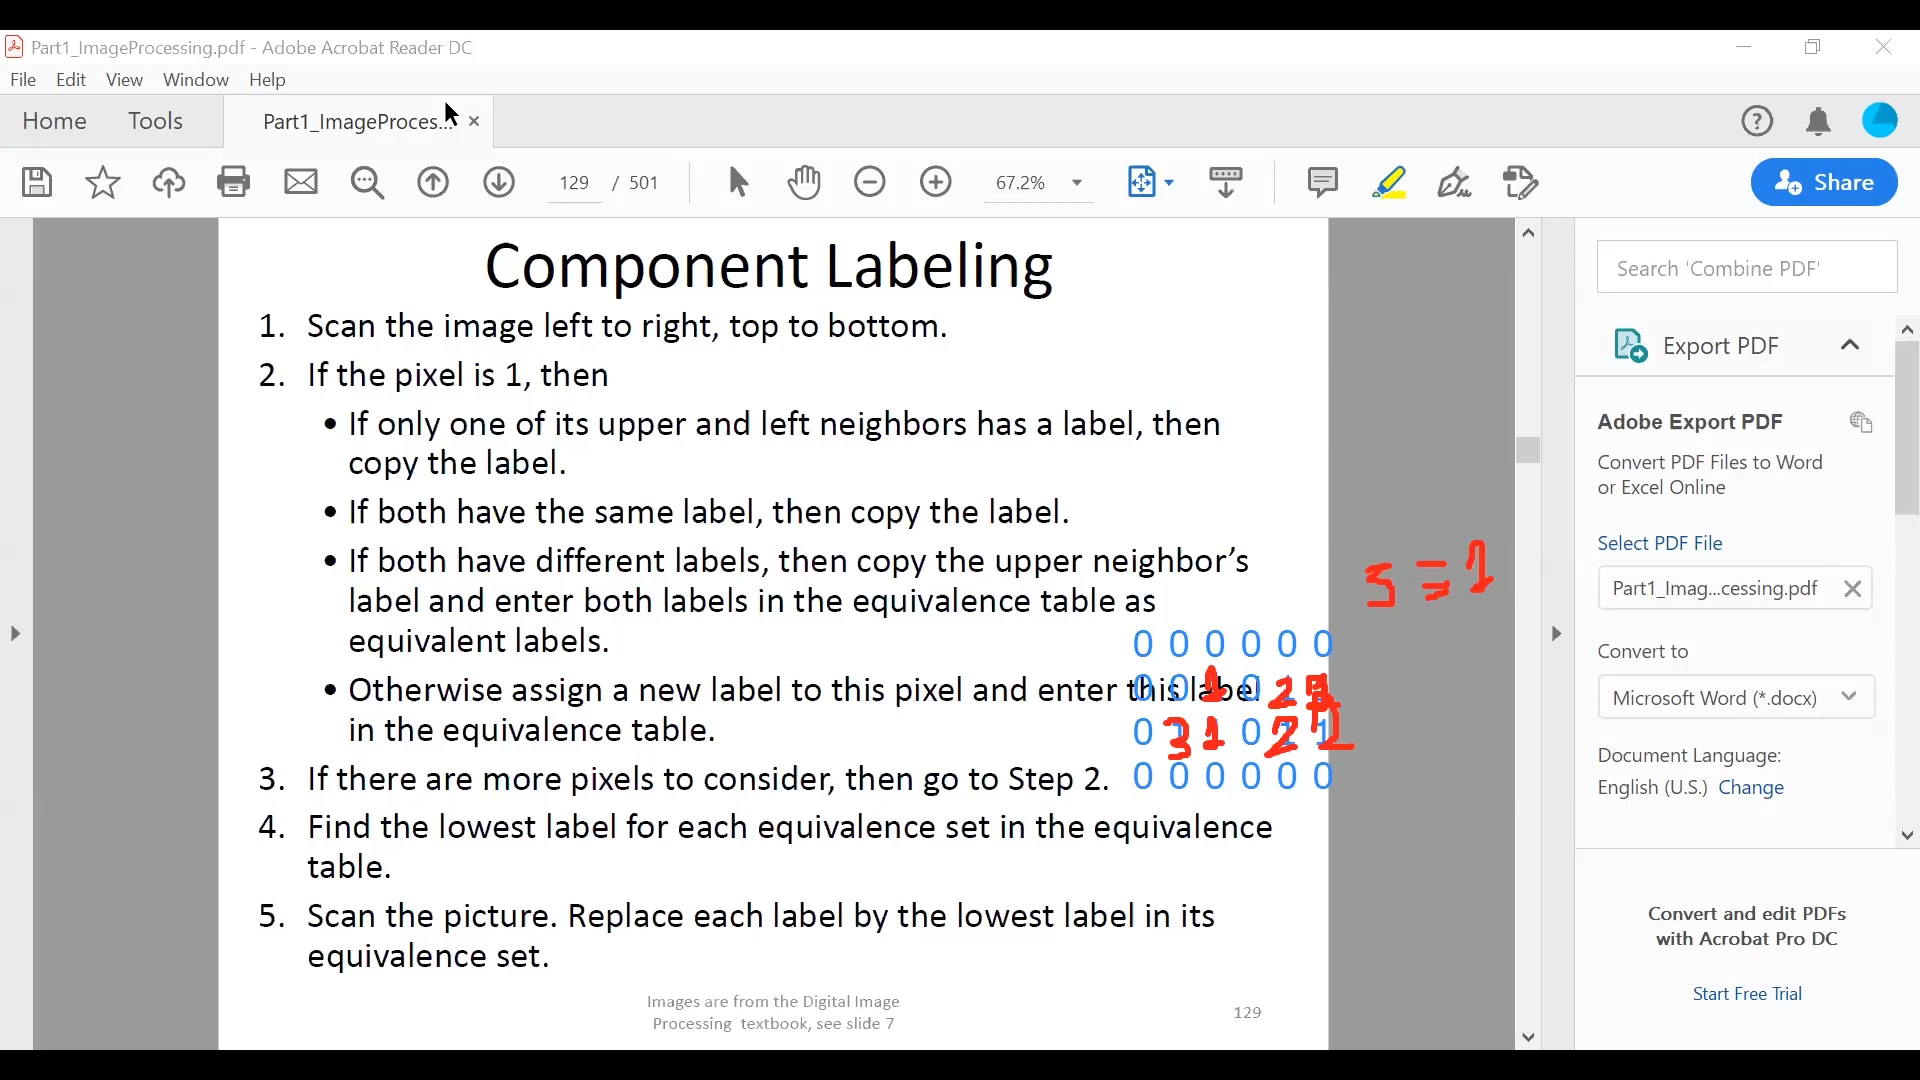 Part1_ImageProcessing.pdf - Adobe Acrobat Reader DC
File Edit View Window Help
Home Tools Part1_ImageProces...
129 / 501 67.2% Share
Component Labeling
1. Scan the image left to right, top to bottom.
2. If the pixel is 1, then
• If only one of its upper and left neighbors has a label, then
copy the label.
• If both have the same label, then copy the label.
• If both have different labels, then copy the upper neighbor's
label and enter both labels in the equivalence table as
equivalent labels.
• Otherwise assign a new label to this pixel and enter this label
in the equivalence table.
3. If there are more pixels to consider, then go to Step 2.
4. Find the lowest label for each equivalence set in the equivalence
table.
5. Scan the picture. Replace each label by the lowest label in its
equivalence set.
0 0 0 0 0 0
0 0 1 0 2
0 3 1 0 2
0 0 0 0 0 0
≡ 1
Images are from the Digital Image
Processing textbook, see slide 7
129
Search 'Combine PDF'
Export PDF
Adobe Export PDF
Convert PDF Files to Word
or Excel Online
Select PDF File
Part1_Imag...cessing.pdf
Convert to
Microsoft Word (*.docx)
Document Language:
English (U.S.) Change
Convert and edit PDFs
with Acrobat Pro DC
Start Free Trial